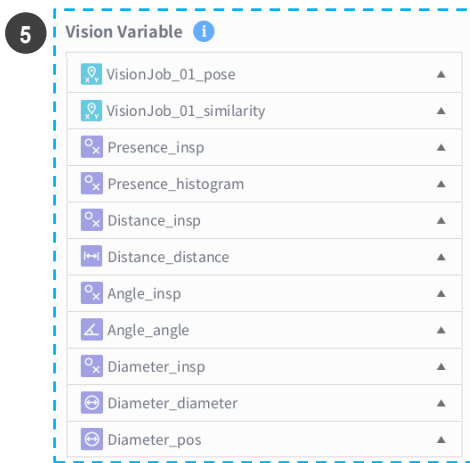 5
Vision Variable i
VisionJob_01_pose
VisionJob_01_similarity
Presence_insp
Presence_histogram
Distance_insp
Distance_distance
Angle_insp
Angle_angle
Diameter_insp
Diameter_diameter
Diameter_pos